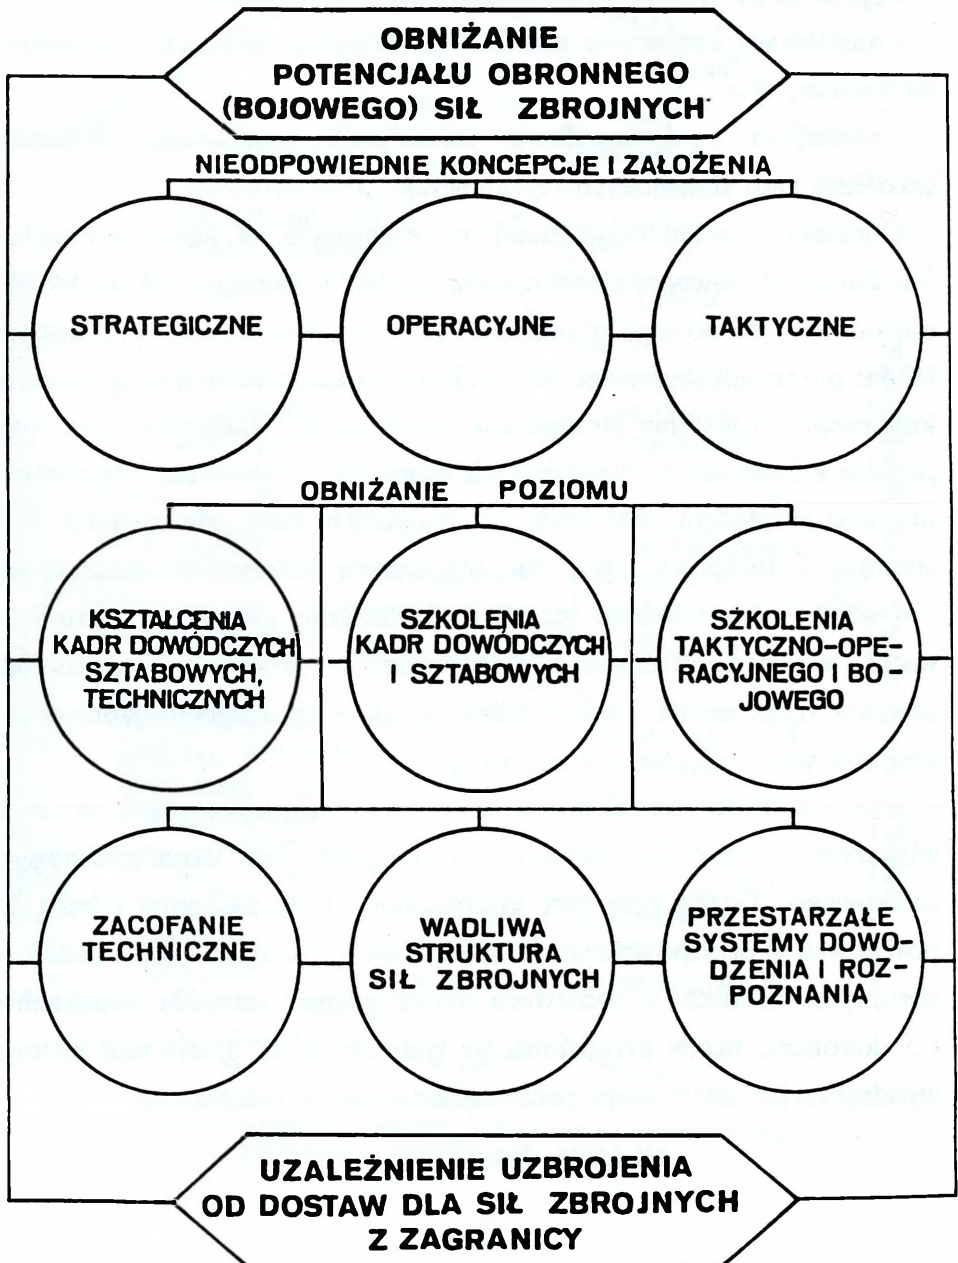 OBNIŻANIE
POTENCJAŁU OBRONNEGO
(BOJOWEGO) SIŁ ZBROJNYCH
NIEODPOWIEDNIE KONCEPCJE I ZAŁOŻENIA
STRATEGICZNE
OPERACYJNE
TAKTYCZNE
OBNIŻANIE POZIOMU
KSZTAŁCENIA
KADR DOWÓDCZYCH
SZTABOWYCH,
TECHNICZNYCH
SZKOLENIA
KADR DOWÓDCZYCH
I SZTABOWYCH
SZKOLENIA
TAKTYCZNO-OPE-
RACYJNEGO I BO-
JOWEGO
ZACOFANIE
TECHNICZNE
WADLIWA
STRUKTURA
SIŁ ZBROJNYCH
PRZESTARZAŁE
SYSTEMY DOWO-
DZENIA I ROZ-
POZNANIA
UZALEŻNIENIE UZBROJENIA
OD DOSTAW DLA SIŁ ZBROJNYCH
Z ZAGRANICY